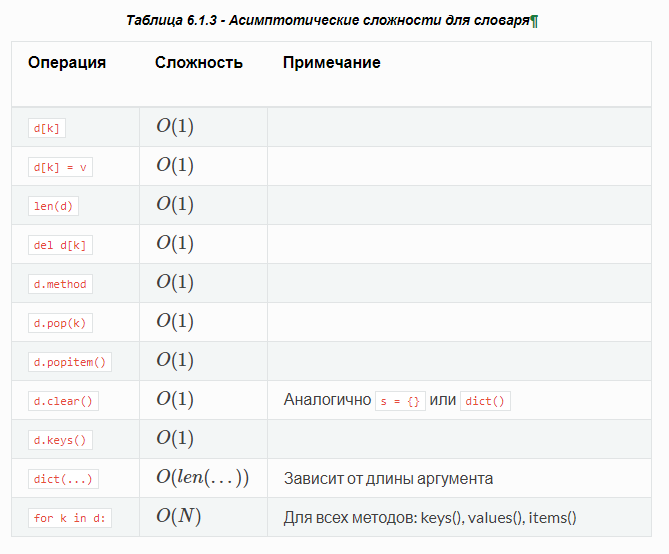 Таблица 6.1.3 - Асимптотические сложности для словаря¶
Операция Сложность Примечание
d[k] O(1)
d[k] = v O(1)
len(d) O(1)
del d[k] O(1)
d.method O(1)
d.pop(k) O(1)
d.popitem() O(1)
d.clear() O(1) Аналогично s = {} или dict()
d.keys() O(1)
dict(...) O(len(...)) Зависит от длины аргумента
for k in d: O(N) Для всех методов: keys(), values(), items()